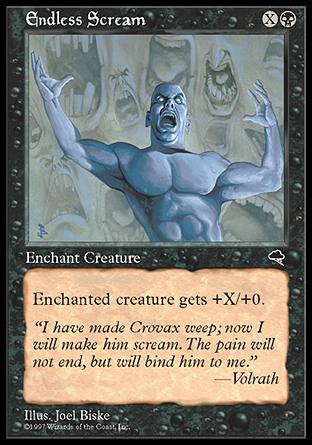 Endless Scream X
Enchant Creature
Enchanted creature gets +X/+0.
“I have made Crovax weep; now I
will make him scream. The pain will
not end, but will bind him to me.”
—Volrath
Illus. Joel Biske
©1997 Wizards of the Coast, Inc.